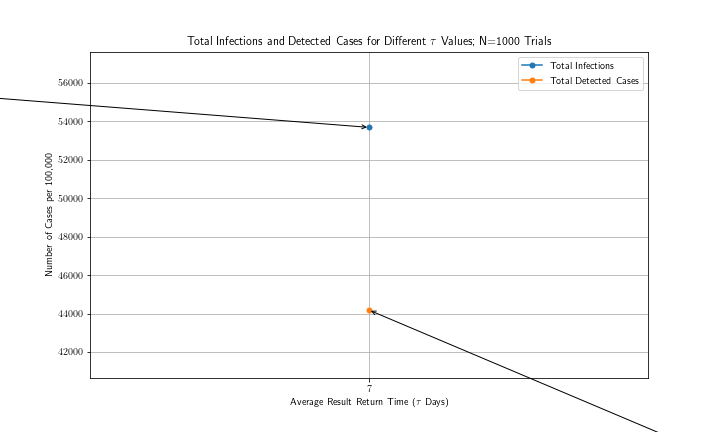 Total Infections and Detected Cases for Different τ Values; N=1000 Trials
Total Infections
Total Detected Cases
Number of Cases per 100,000
56000
54000
52000
50000
48000
46000
44000
42000
7
Average Result Return Time (τ Days)